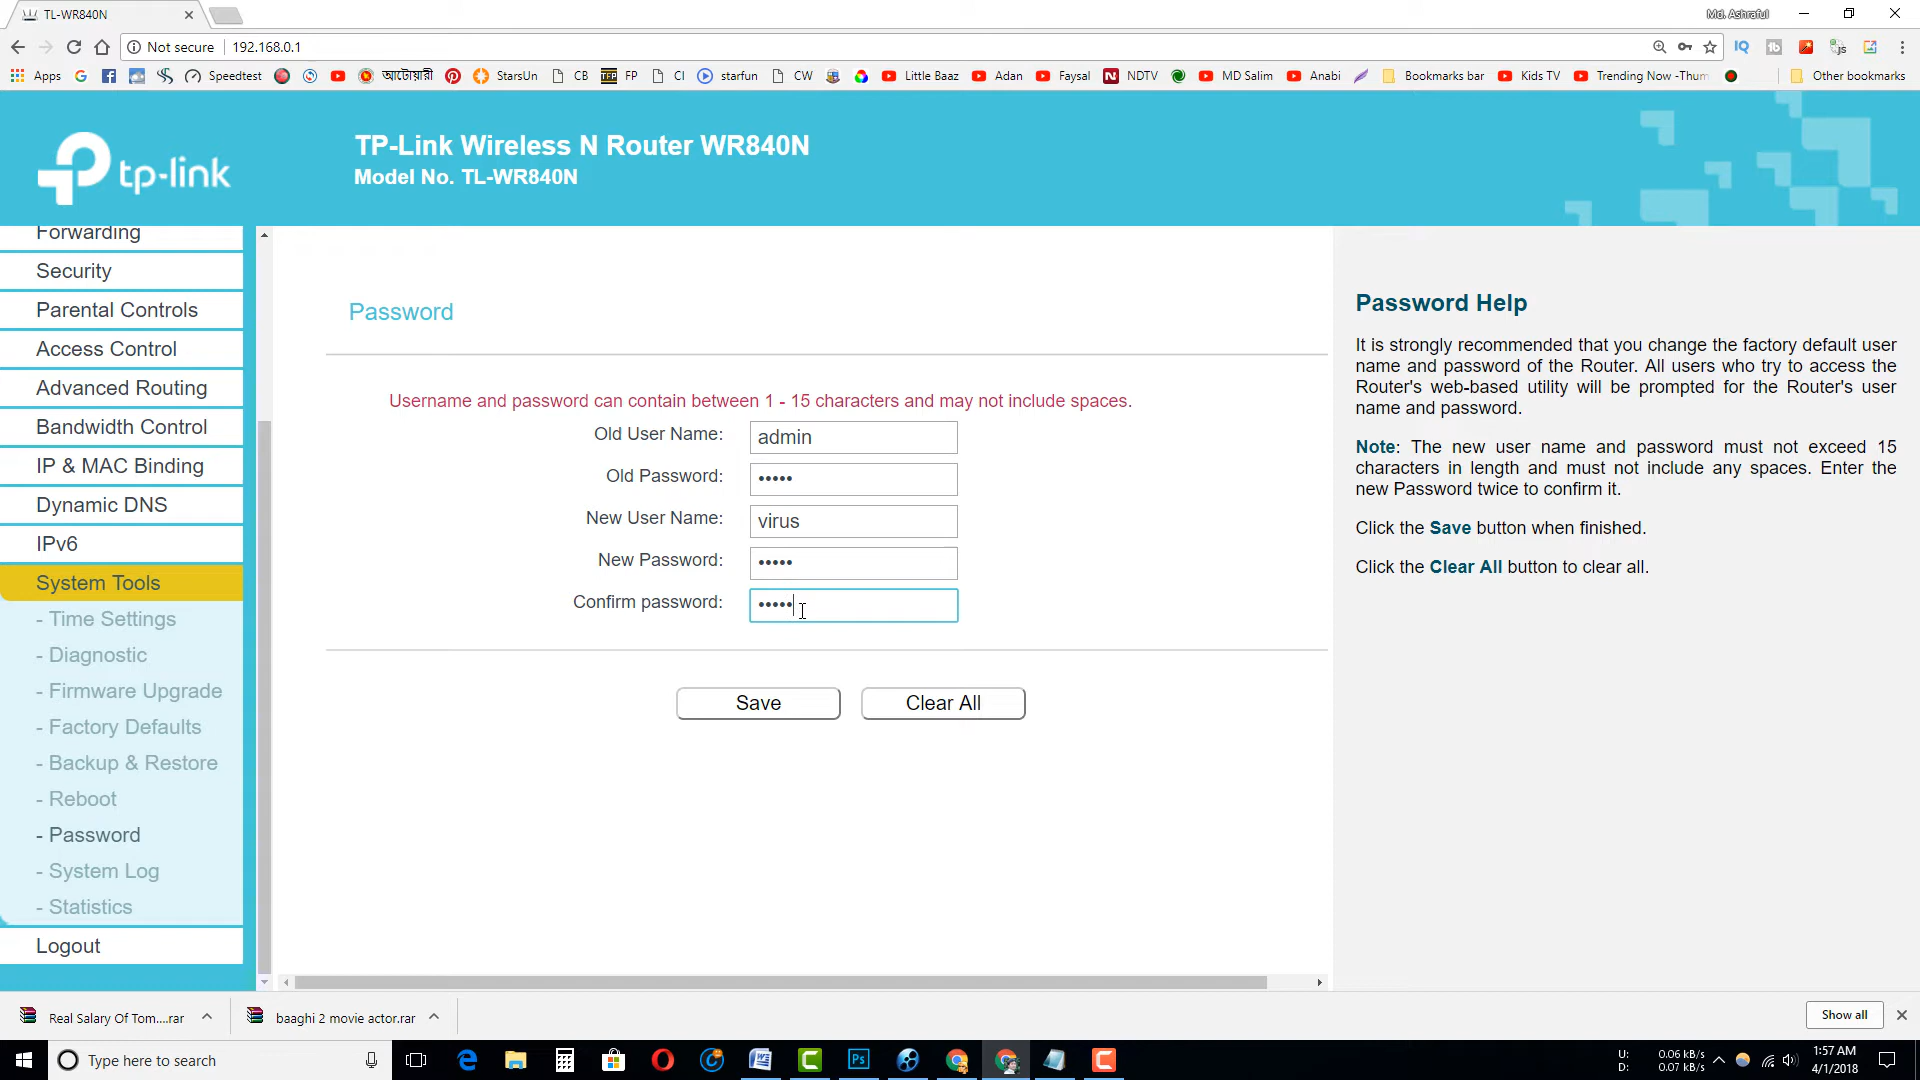 TL-WR840N
Md. Ashraful
Not secure
192.168.0.1
Apps
Speedtest
আটোয়ারী
StarsUn
CB
FP
CI
starfun
CW
Little Baaz
Adan
Faysal
NDTV
MD Salim
Anabi
Bookmarks bar
Kids TV
Trending Now -Thum
Other bookmarks
tp-link
TP-Link Wireless N Router WR840N
Model No. TL-WR840N
Forwarding
Security
Parental Controls
Access Control
Advanced Routing
Bandwidth Control
IP & MAC Binding
Dynamic DNS
IPv6
System Tools
- Time Settings
- Diagnostic
- Firmware Upgrade
- Factory Defaults
- Backup & Restore
- Reboot
- Password
- System Log
- Statistics
Logout
Password
Username and password can contain between 1 - 15 characters and may not include spaces.
Old User Name: admin
Old Password: •••••
New User Name: virus
New Password: •••••
Confirm password: •••••
Save
Clear All
Password Help
It is strongly recommended that you change the factory default user
name and password of the Router. All users who try to access the
Router's web-based utility will be prompted for the Router's user
name and password.
Note: The new user name and password must not exceed 15
characters in length and must not include any spaces. Enter the
new Password twice to confirm it.
Click the Save button when finished.
Click the Clear All button to clear all.
Real Salary Of Tom....rar
baaghi 2 movie actor.rar
Show all
Type here to search
U: 0.06 kB/s
D: 0.07 kB/s
1:57 AM
4/1/2018